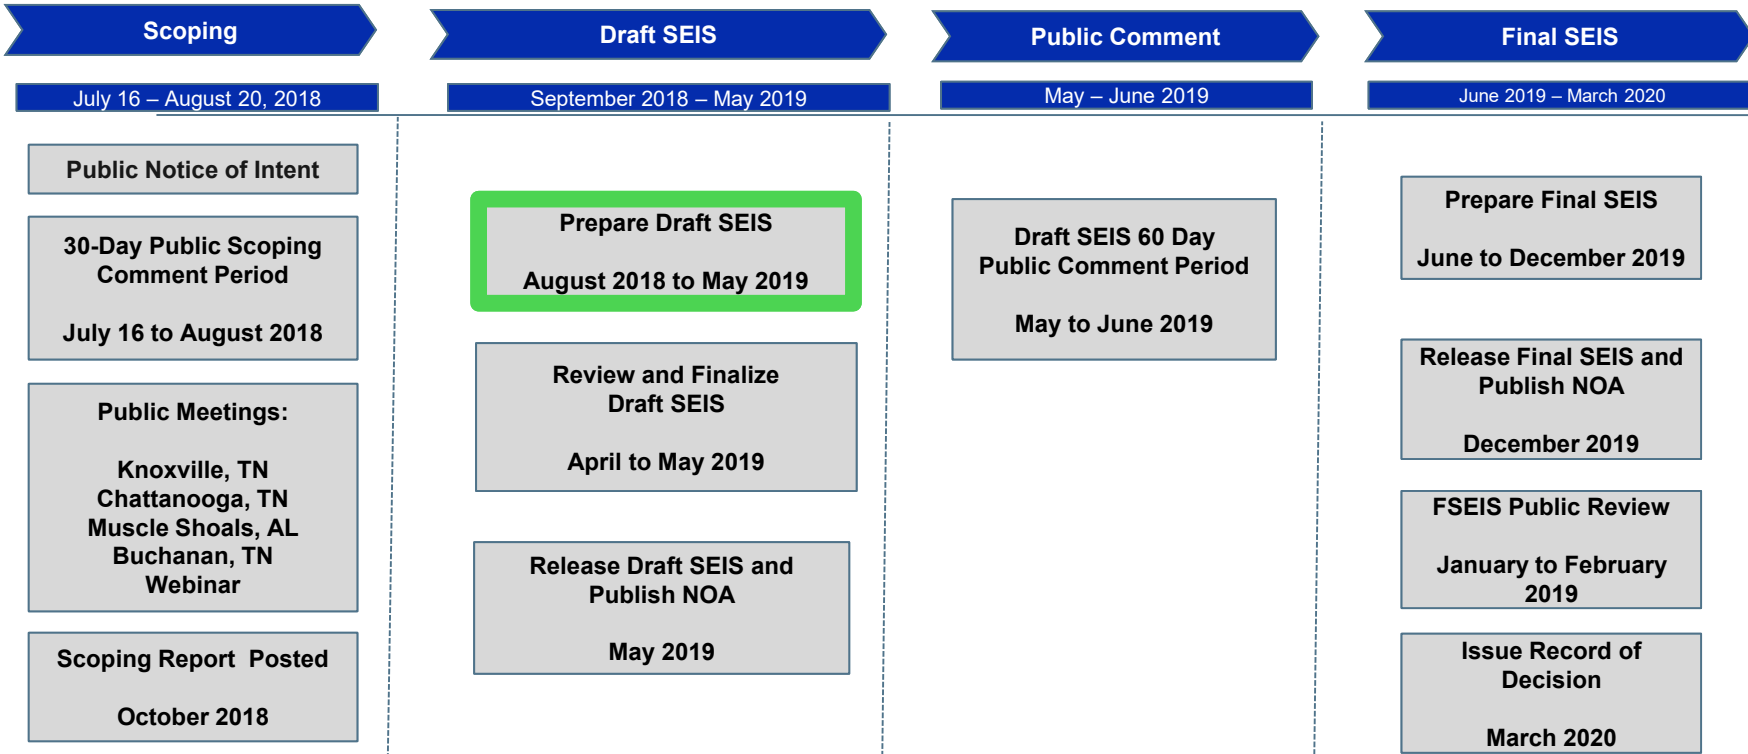 Scoping
July 16 – August 20, 2018
Public Notice of Intent
30-Day Public Scoping
Comment Period
July 16 to August 2018
Public Meetings:
Knoxville, TN
Chattanooga, TN
Muscle Shoals, AL
Buchanan, TN
Webinar
Scoping Report Posted
October 2018
Draft SEIS
September 2018 – May 2019
Prepare Draft SEIS
August 2018 to May 2019
Review and Finalize
Draft SEIS
April to May 2019
Release Draft SEIS and
Publish NOA
May 2019
Public Comment
May – June 2019
Draft SEIS 60 Day
Public Comment Period
May to June 2019
Final SEIS
June 2019 – March 2020
Prepare Final SEIS
June to December 2019
Release Final SEIS and
Publish NOA
December 2019
FSEIS Public Review
January to February
2019
Issue Record of
Decision
March 2020